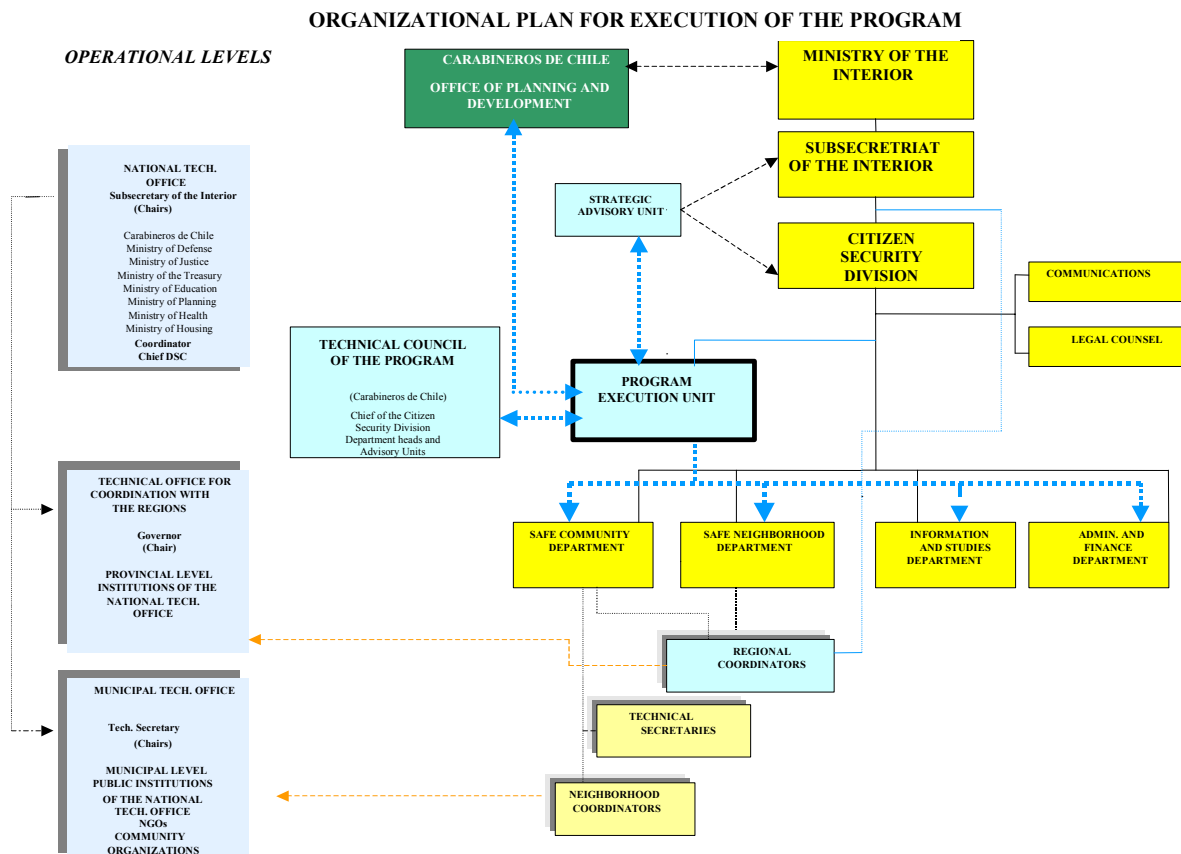 ORGANIZATIONAL PLAN FOR EXECUTION OF THE PROGRAM
OPERATIONAL LEVELS
CARABINEROS DE CHILE
OFFICE OF PLANNING AND
DEVELOPMENT
MINISTRY OF THE
INTERIOR
SUBSECRETRIAT
OF THE INTERIOR
STRATEGIC
ADVISORY UNIT
CITIZEN
SECURITY
DIVISION
COMMUNICATIONS
LEGAL COUNSEL
NATIONAL TECH.
OFFICE
Subsecretary of the Interior
(Chairs)
Carabineros de Chile
Ministry of Defense
Ministry of Justice
Ministry of the Treasury
Ministry of Education
Ministry of Planning
Ministry of Health
Ministry of Housing
Coordinator
Chief DSC
TECHNICAL COUNCIL
OF THE PROGRAM
(Carabineros de Chile)
Chief of the Citizen
Security Division
Department heads and
Advisory Units
PROGRAM
EXECUTION UNIT
TECHNICAL OFFICE FOR
COORDINATION WITH
THE REGIONS
Governor
(Chair)
PROVINCIAL LEVEL
INSTITUTIONS OF THE
NATIONAL TECH.
OFFICE
SAFE COMMUNITY
DEPARTMENT
SAFE NEIGHBORHOOD
DEPARTMENT
INFORMATION
AND STUDIES
DEPARTMENT
ADMIN. AND
FINANCE
DEPARTMENT
REGIONAL
COORDINATORS
TECHNICAL
SECRETARIES
NEIGHBORHOOD
COORDINATORS
MUNICIPAL TECH. OFFICE
Tech. Secretary
(Chairs)
MUNICIPAL LEVEL
PUBLIC INSTITUTIONS
OF THE NATIONAL
TECH. OFFICE
NGOs
COMMUNITY
ORGANIZATIONS